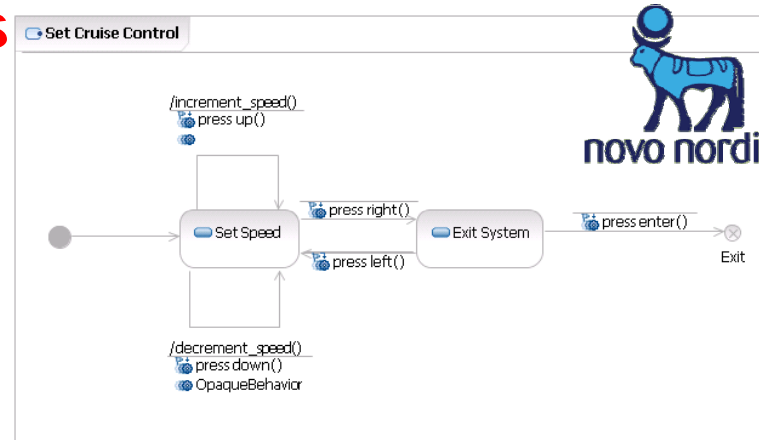 s
Set Cruise Control
novo nordi
/increment_speed()
press up()
press right()
press enter()
Set Speed
Exit System
press left()
Exit
/decrement_speed()
press down()
OpaqueBehavior